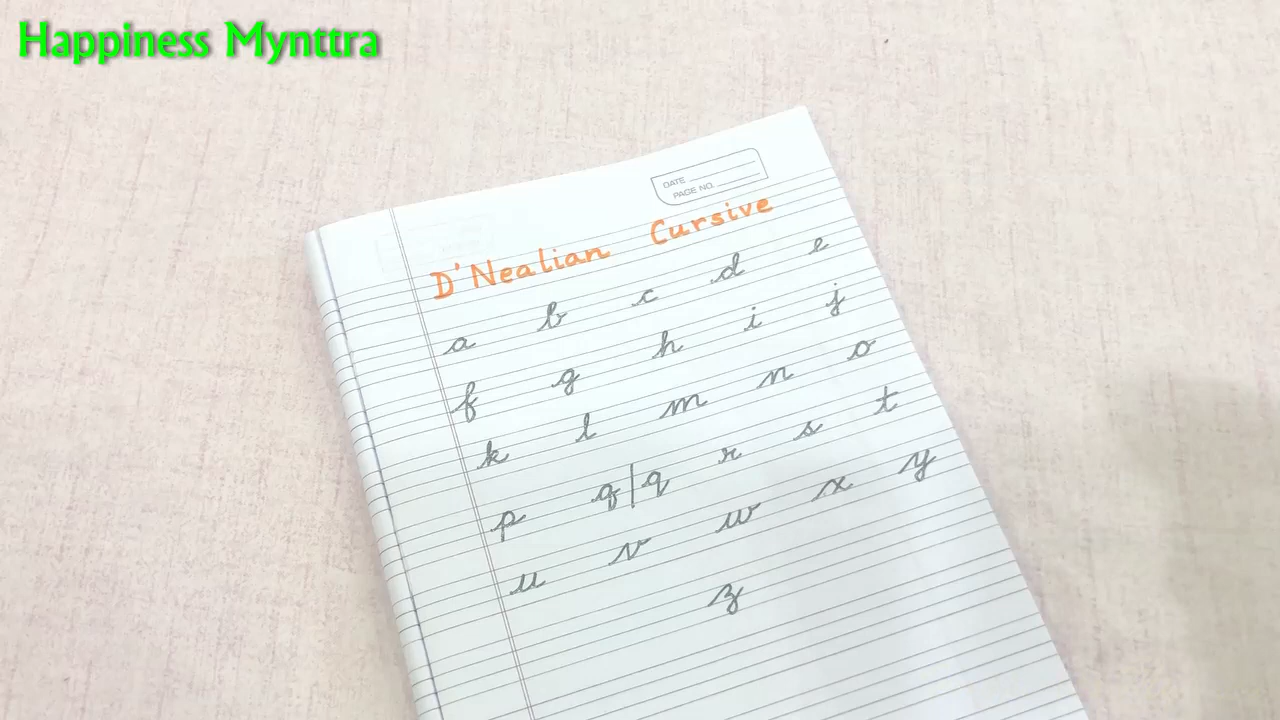 Happiness Mynttra
DATE
PAGE NO.
D'Nealian Cursive
a b c d e
f g h i j
k l m n o
p q|q r s t
u v w x y
z